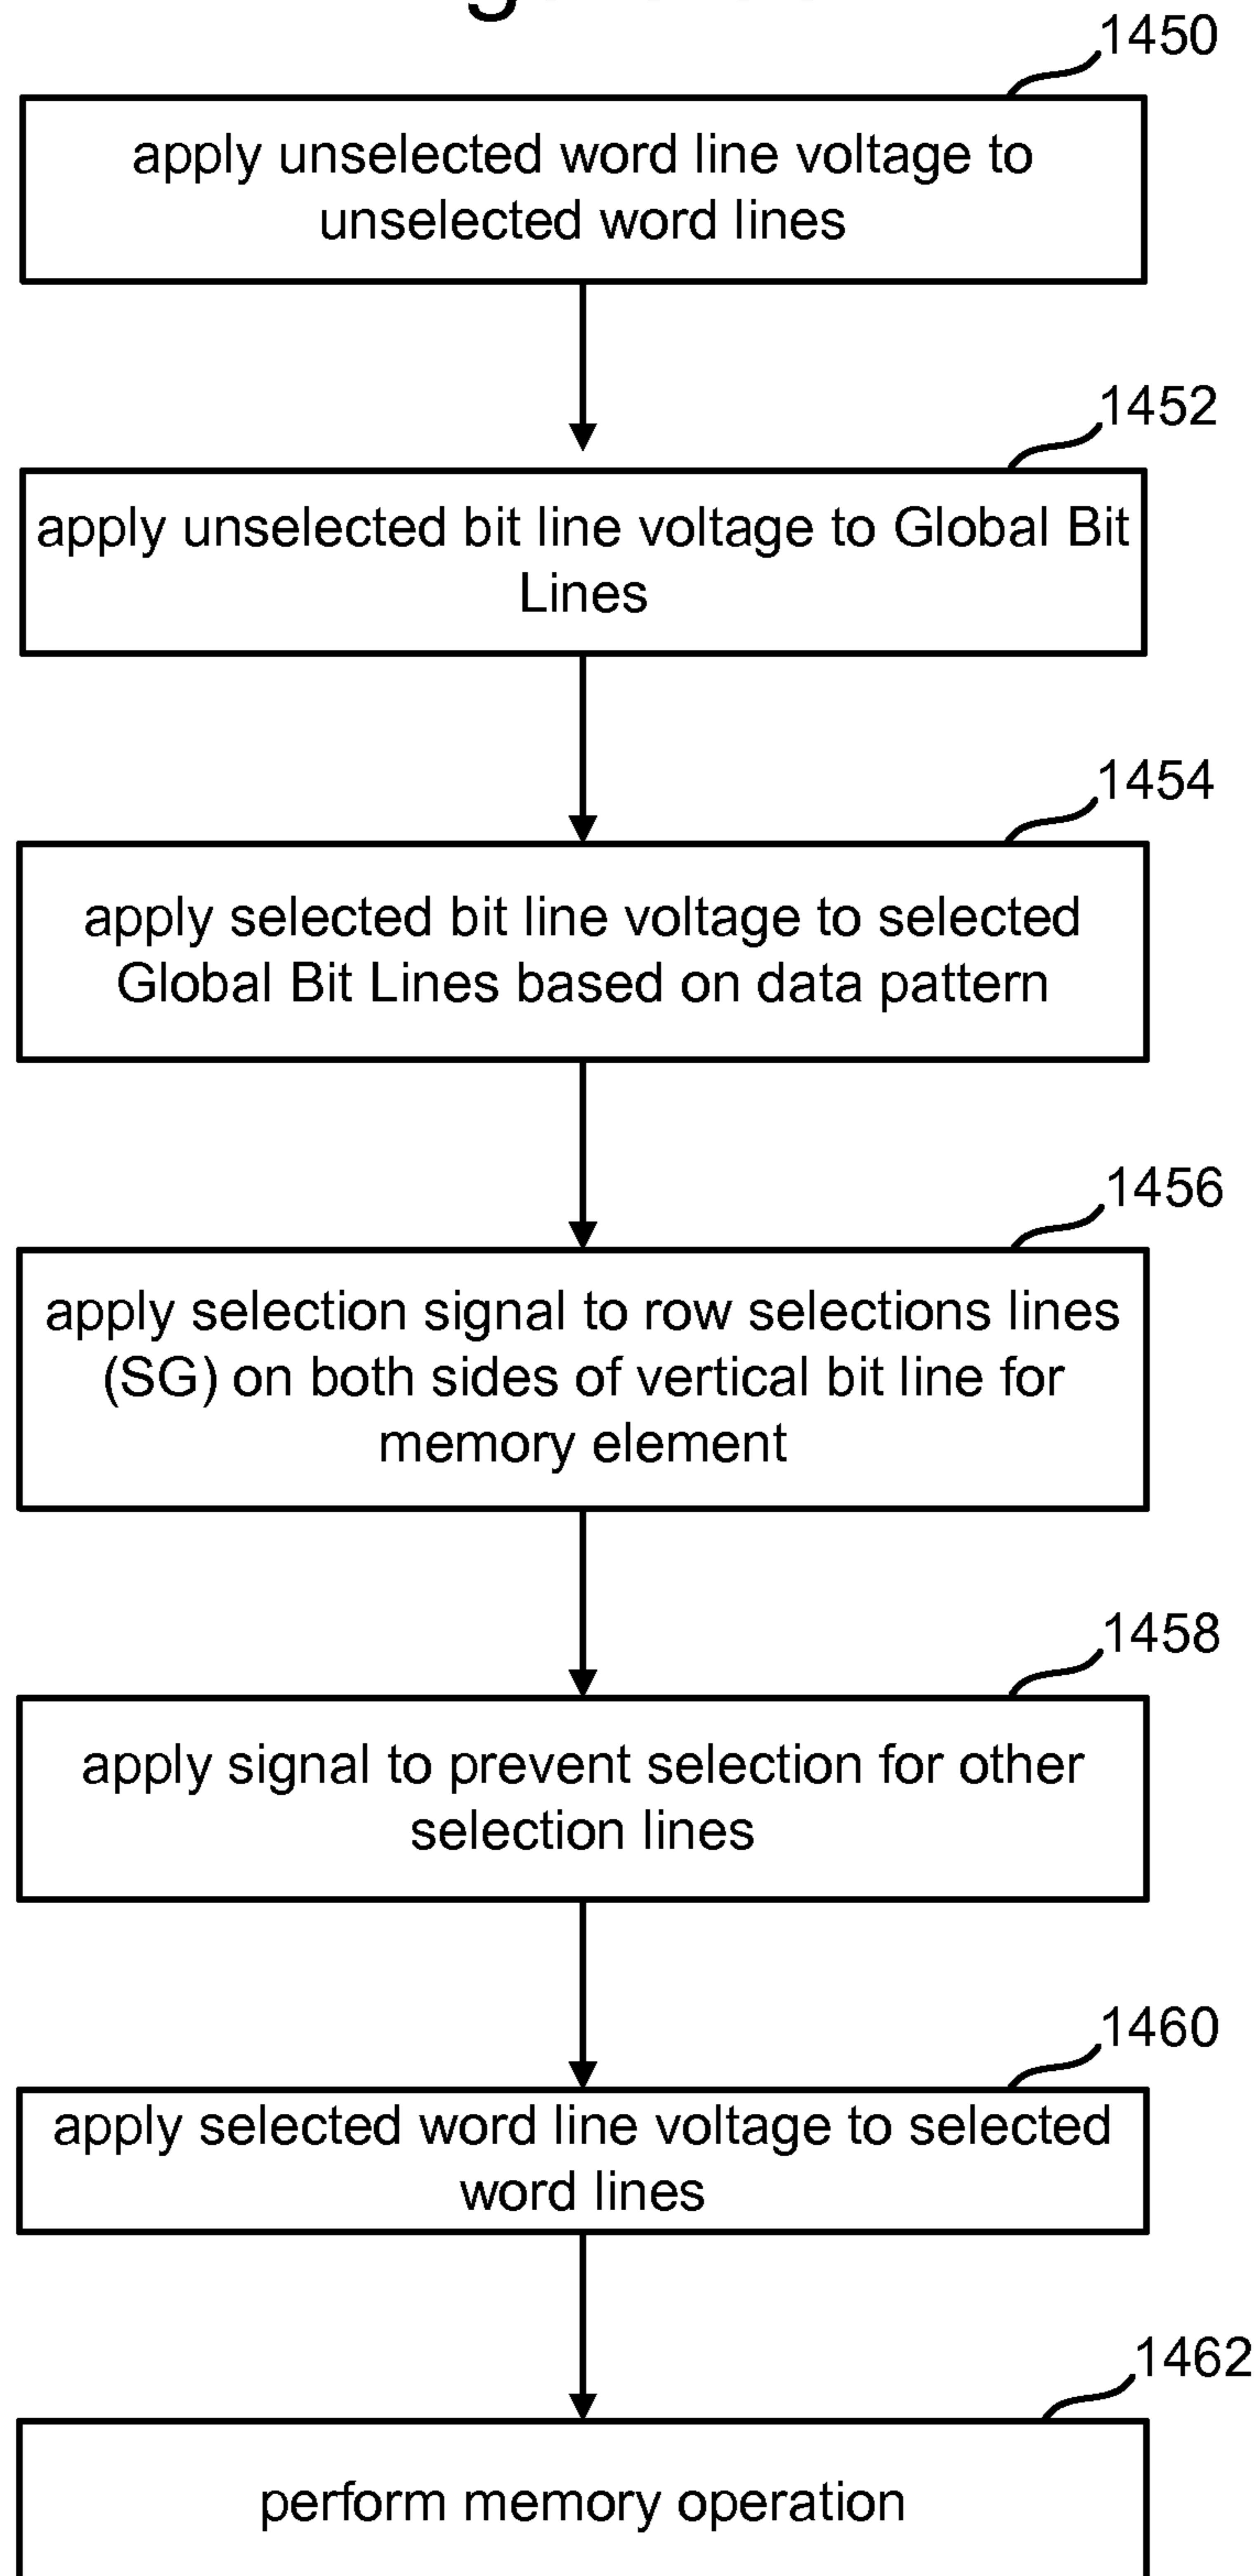 1450
apply unselected word line voltage to
unselected word lines
1452
apply unselected bit line voltage to Global Bit
Lines
1454
apply selected bit line voltage to selected
Global Bit Lines based on data pattern
1456
apply selection signal to row selections lines
(SG) on both sides of vertical bit line for
memory element
1458
apply signal to prevent selection for other
selection lines
1460
apply selected word line voltage to selected
word lines
1462
perform memory operation